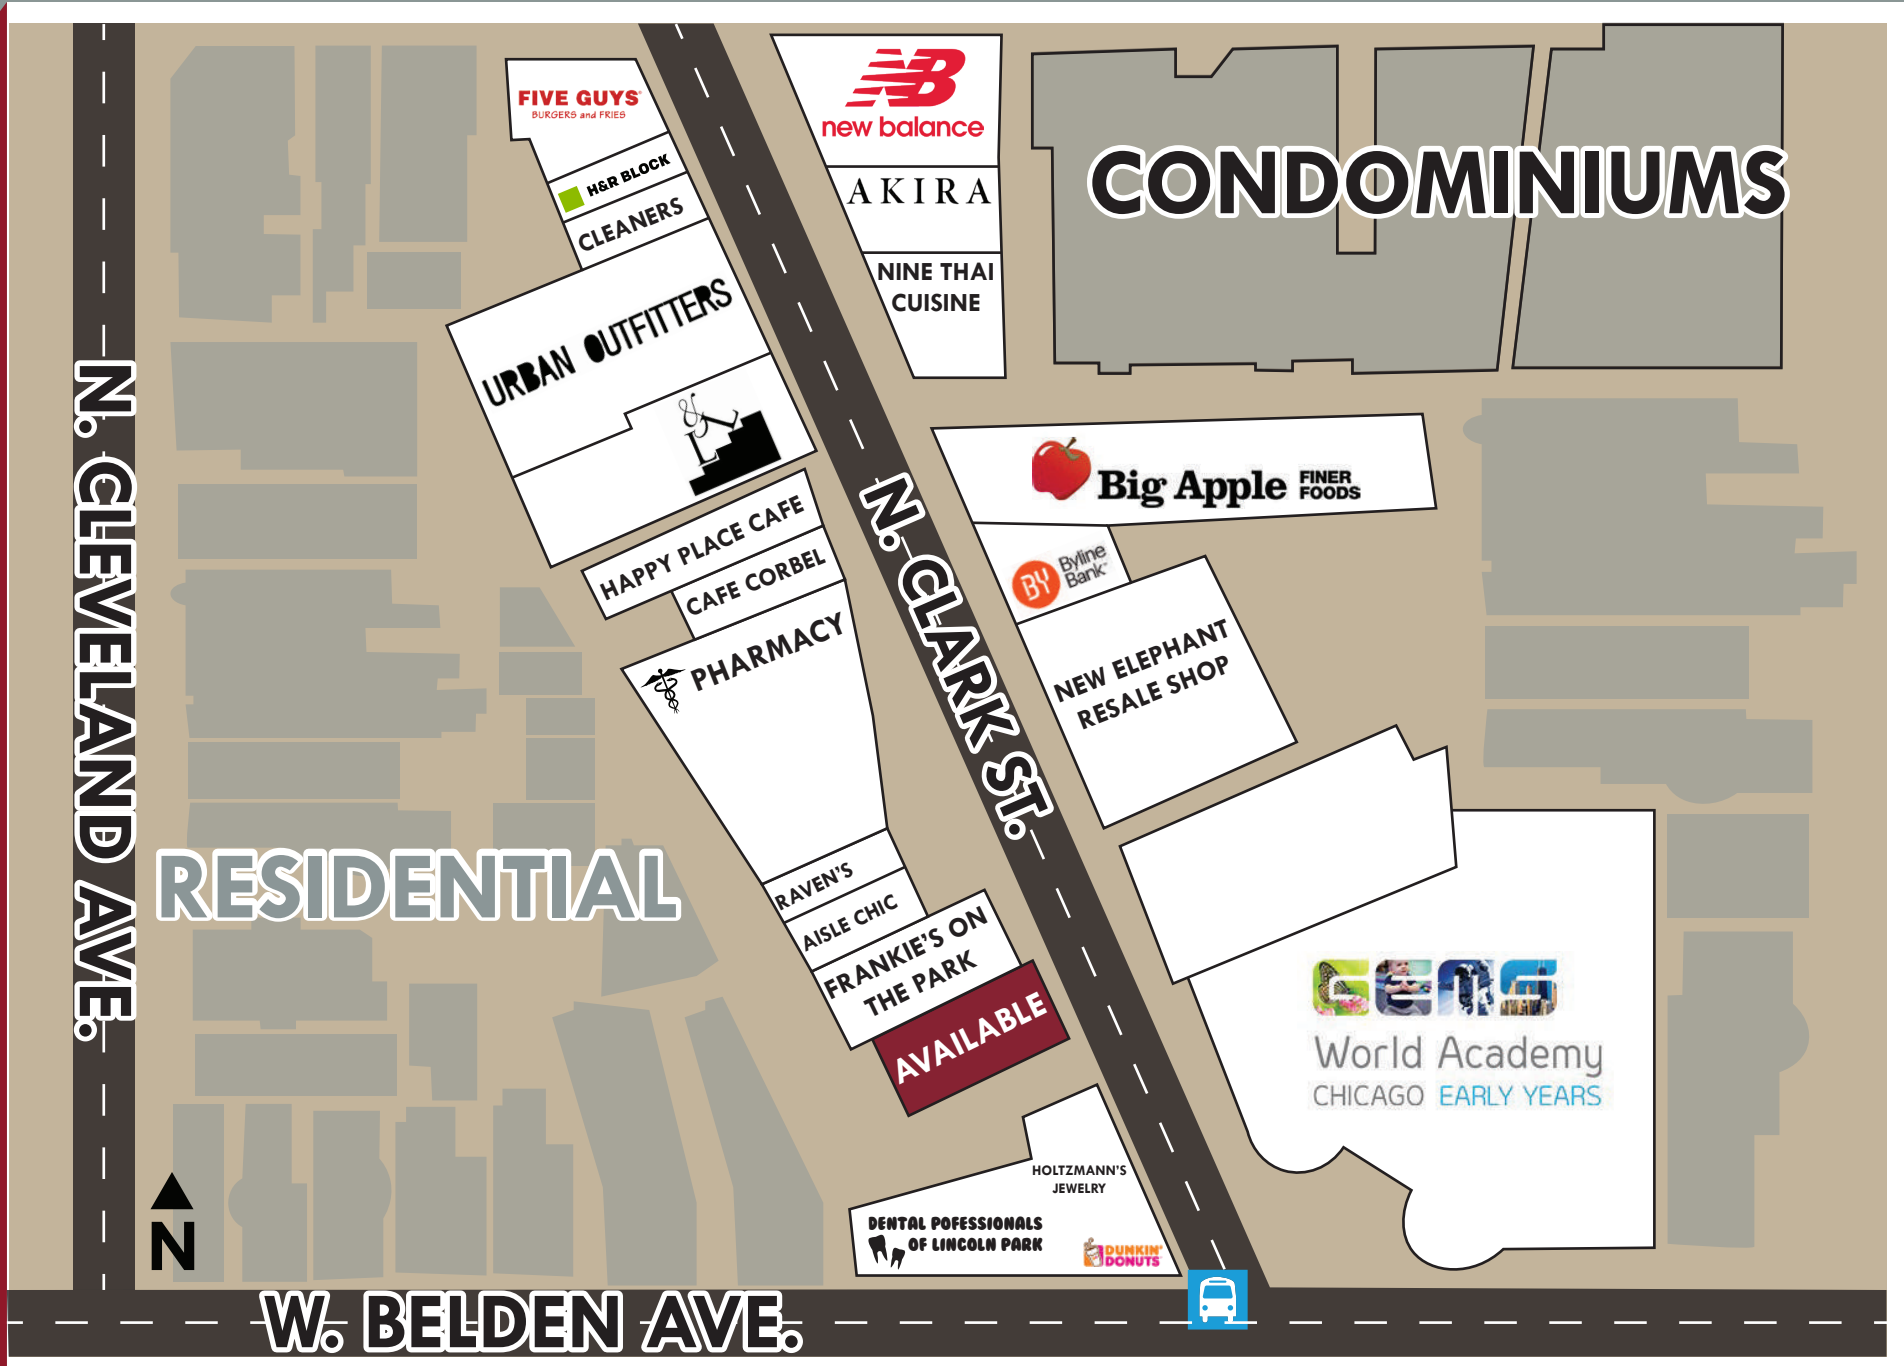 FIVE GUYS
BURGERS and FRIES
H&R BLOCK
CLEANERS
URBAN OUTFITTERS
L&N
HAPPY PLACE CAFE
CAFE CORBEL
PHARMACY
RAVEN'S
AISLE CHIC
FRANKIE'S ON
THE PARK
AVAILABLE
HOLTZMANN'S
JEWELRY
DENTAL POFESSIONALS
OF LINCOLN PARK
DUNKIN'
DONUTS
NB
new balance
AKIRA
NINE THAI
CUISINE
CONDOMINIUMS
Big Apple FINER
FOODS
BY Byline
Bank
NEW ELEPHANT
RESALE SHOP
GEMS
World Academy
CHICAGO EARLY YEARS
N. CLEVELAND AVE.
N. CLARK ST.
RESIDENTIAL
N
W. BELDEN AVE.